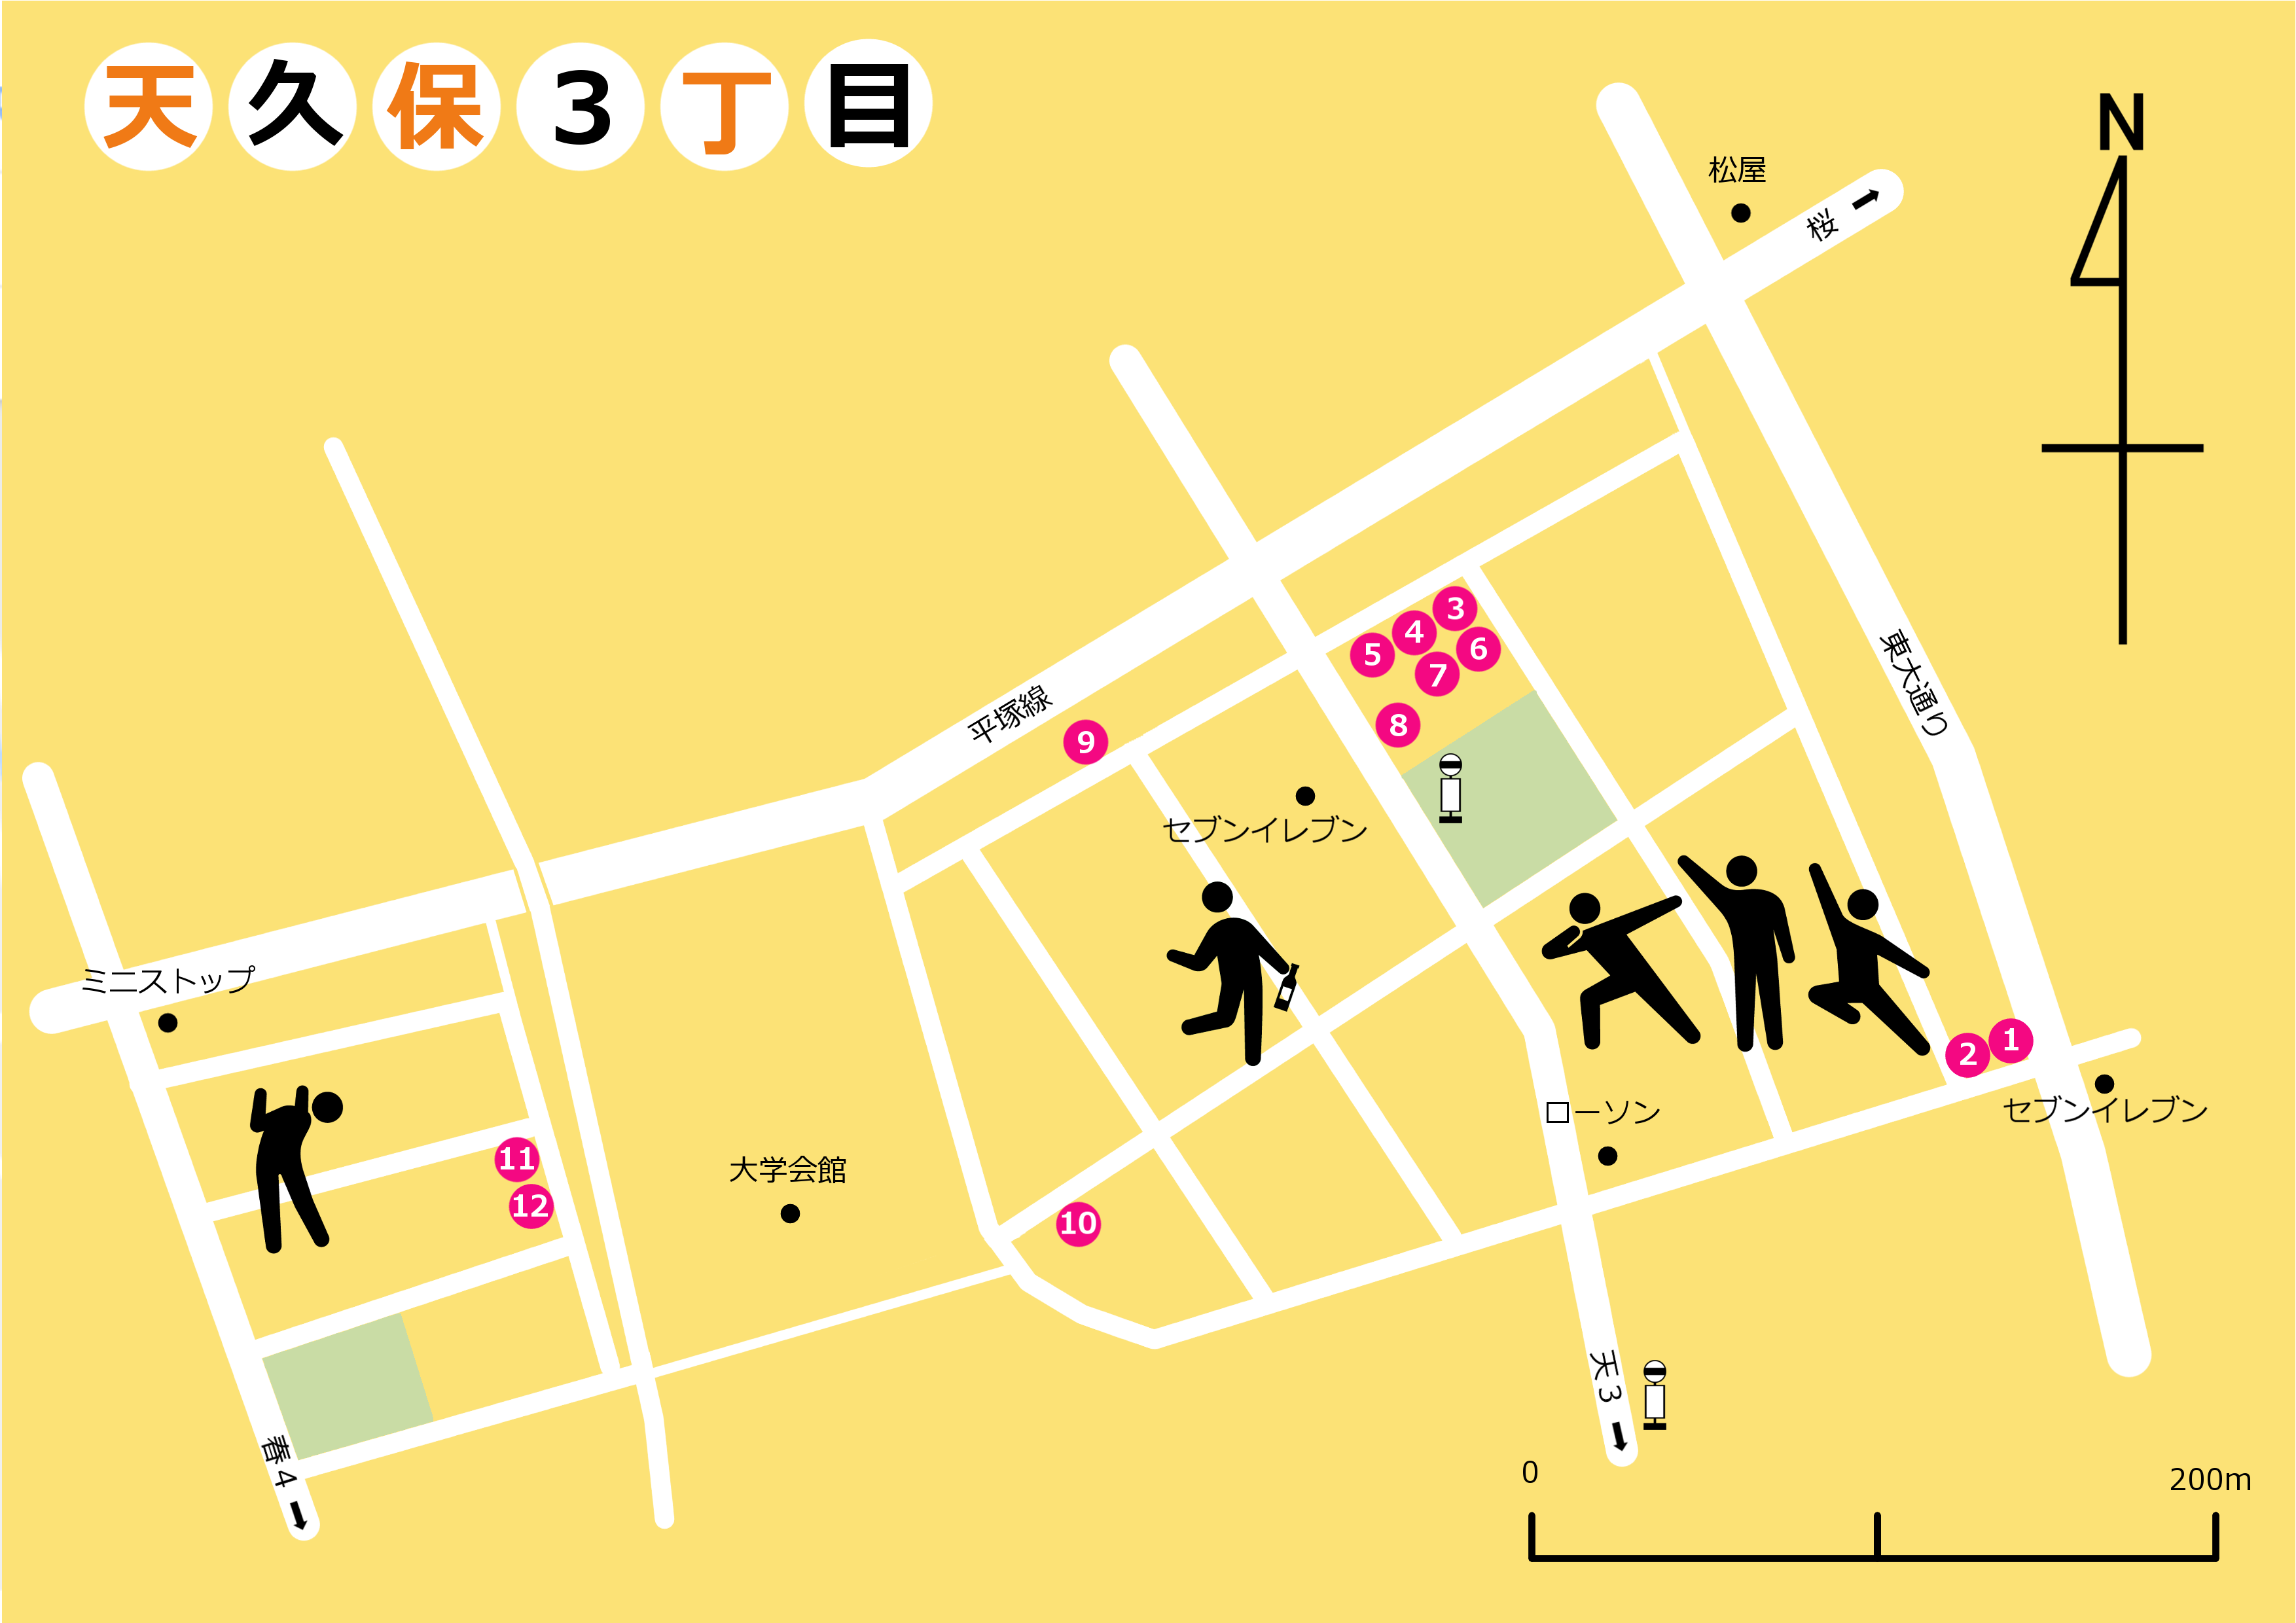 天久保3丁目
N
松屋
桜
東大通り
平塚線
3
4
5
6
7
8
9
セブンイレブン
ミニストップ
2
1
セブンイレブン
ローソン
11
12
大学会館
10
天3
春4
0
200m